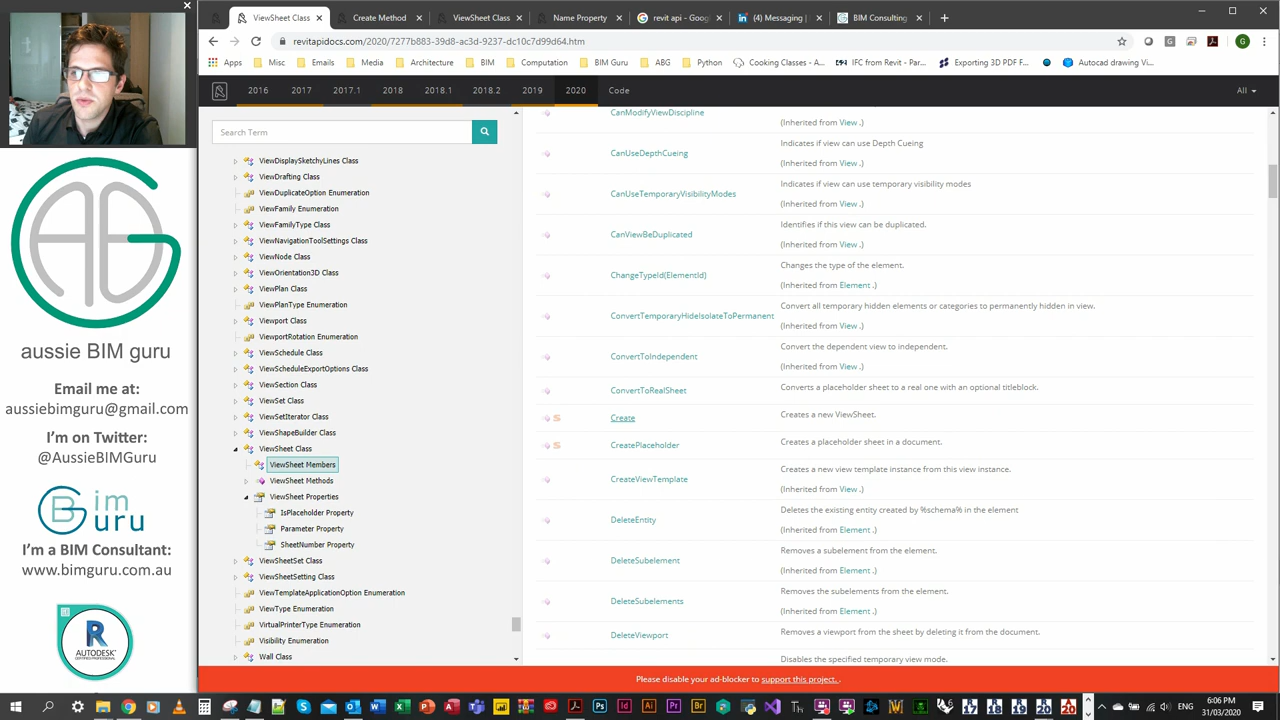 ViewSheet Class
Create Method
ViewSheet Class
Name Property
revit api - Goog
(4) Messaging
BIM Consulting
revitapidocs.com/2020/7277b883-39d8-ac3d-9237-dc10c7d99d64.htm
Apps
Misc
Emails
Media
Architecture
BIM
Computation
BIM Guru
ABG
Python
Cooking Classes - A...
IFC from Revit - Par...
Exporting 3D PDF F...
Autocad drawing Vi...
2016
2017
2017.1
2018
2018.1
2018.2
2019
2020
Code
All
Search Term
ViewDisplaySketchyLines Class
ViewDrafting Class
ViewDuplicateOption Enumeration
ViewFamily Enumeration
ViewFamilyType Class
ViewNavigationToolSettings Class
ViewNode Class
ViewOrientation3D Class
ViewPlan Class
ViewPlanType Enumeration
Viewport Class
ViewportRotation Enumeration
ViewSchedule Class
ViewScheduleExportOptions Class
ViewSection Class
ViewSet Class
ViewSetIterator Class
ViewShapeBuilder Class
ViewSheet Class
ViewSheet Members
ViewSheet Methods
ViewSheet Properties
IsPlaceholder Property
Parameter Property
SheetNumber Property
ViewSheetSet Class
ViewSheetSetting Class
ViewTemplateApplicationOption Enumeration
ViewType Enumeration
VirtualPrinterType Enumeration
Visibility Enumeration
Wall Class
CanModifyViewDiscipline
(Inherited from View .)
CanUseDepthCueing
Indicates if view can use Depth Cueing
(Inherited from View .)
CanUseTemporaryVisibilityModes
Indicates if view can use temporary visibility modes
(Inherited from View .)
CanViewBeDuplicated
Identifies if this view can be duplicated.
(Inherited from View .)
ChangeTypeId(ElementId)
Changes the type of the element.
(Inherited from Element .)
ConvertTemporaryHideIsolateToPermanent
Convert all temporary hidden elements or categories to permanently hidden in view.
(Inherited from View .)
ConvertToIndependent
Convert the dependent view to independent.
(Inherited from View .)
ConvertToRealSheet
Converts a placeholder sheet to a real one with an optional titleblock.
Create
Creates a new ViewSheet.
CreatePlaceholder
Creates a placeholder sheet in a document.
CreateViewTemplate
Creates a new view template instance from this view instance.
(Inherited from View .)
DeleteEntity
Deletes the existing entity created by %schema% in the element
(Inherited from Element .)
DeleteSubelement
Removes a subelement from the element.
(Inherited from Element .)
DeleteSubelements
Removes the subelements from the element.
(Inherited from Element .)
DeleteViewport
Removes a viewport from the sheet by deleting it from the document.
Disables the specified temporary view mode.
Please disable your ad-blocker to support this project. .
aussie BIM guru
Email me at:
aussiebimguru@gmail.com
I'm on Twitter:
@AussieBIMGuru
Bim
Guru
I'm a BIM Consultant:
www.bimguru.com.au
R
AUTODESK
ENG
6:06 PM
31/03/2020